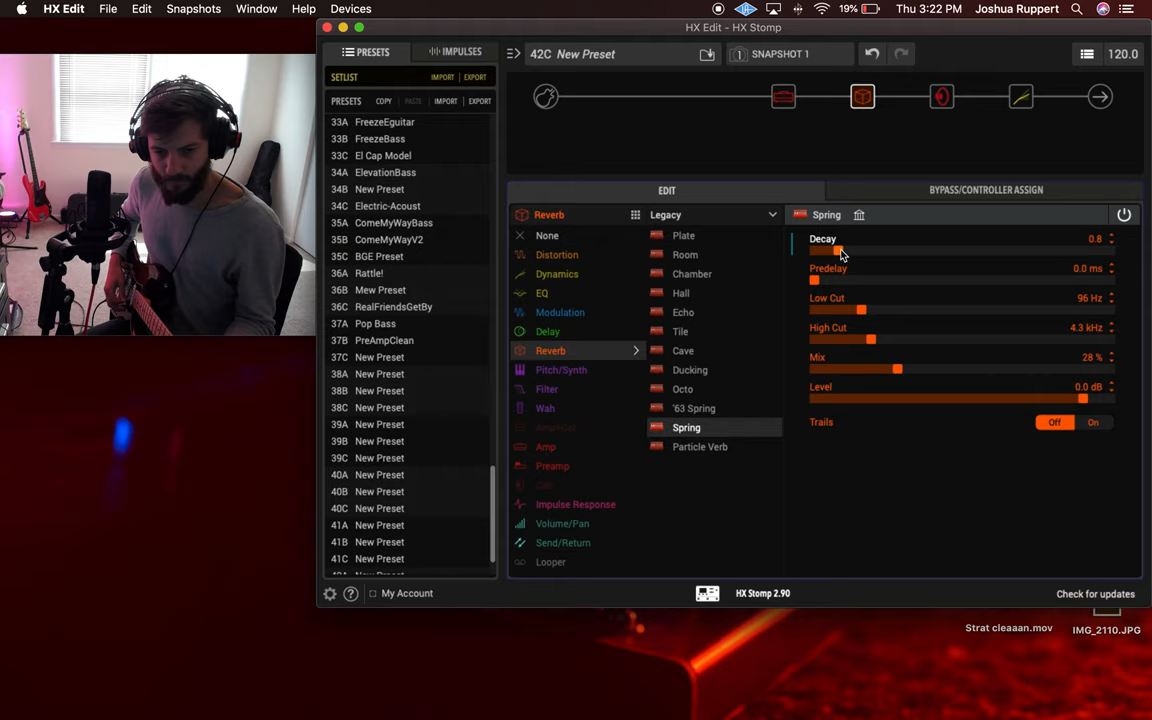 HX Edit File Edit Snapshots Window Help Devices 19% Thu 3:22 PM Joshua Ruppert
HX Edit - HX Stomp
PRESETS IMPULSES
42C New Preset 1 SNAPSHOT 1 120.0
SETLIST IMPORT EXPORT
PRESETS COPY PASTE IMPORT EXPORT
33A FreezeEguitar
33B FreezeBass
33C El Cap Model
34A ElevationBass
34B New Preset
34C Electric-Acoust
35A ComeMyWayBass
35B ComeMyWayV2
35C BGE Preset
36A Rattle!
36B Mew Preset
36C RealFriendsGetBy
37A Pop Bass
37B PreAmpClean
37C New Preset
38A New Preset
38B New Preset
38C New Preset
39A New Preset
39B New Preset
39C New Preset
40A New Preset
40B New Preset
40C New Preset
41A New Preset
41B New Preset
41C New Preset
EDIT BYPASS/CONTROLLER ASSIGN
Reverb
None
Distortion
Dynamics
EQ
Modulation
Delay
Reverb
Pitch/Synth
Filter
Wah
Amp+Cab
Amp
Preamp
Cab
Impulse Response
Volume/Pan
Send/Return
Looper
Legacy
Plate
Room
Chamber
Hall
Echo
Tile
Cave
Ducking
Octo
'63 Spring
Spring
Particle Verb
Spring
Decay 0.8
Predelay 0.0 ms
Low Cut 96 Hz
High Cut 4.3 kHz
Mix 28 %
Level 0.0 dB
Trails Off On
My Account HX Stomp 2.90 Check for updates
Strat cleaaan.mov
IMG_2110.JPG